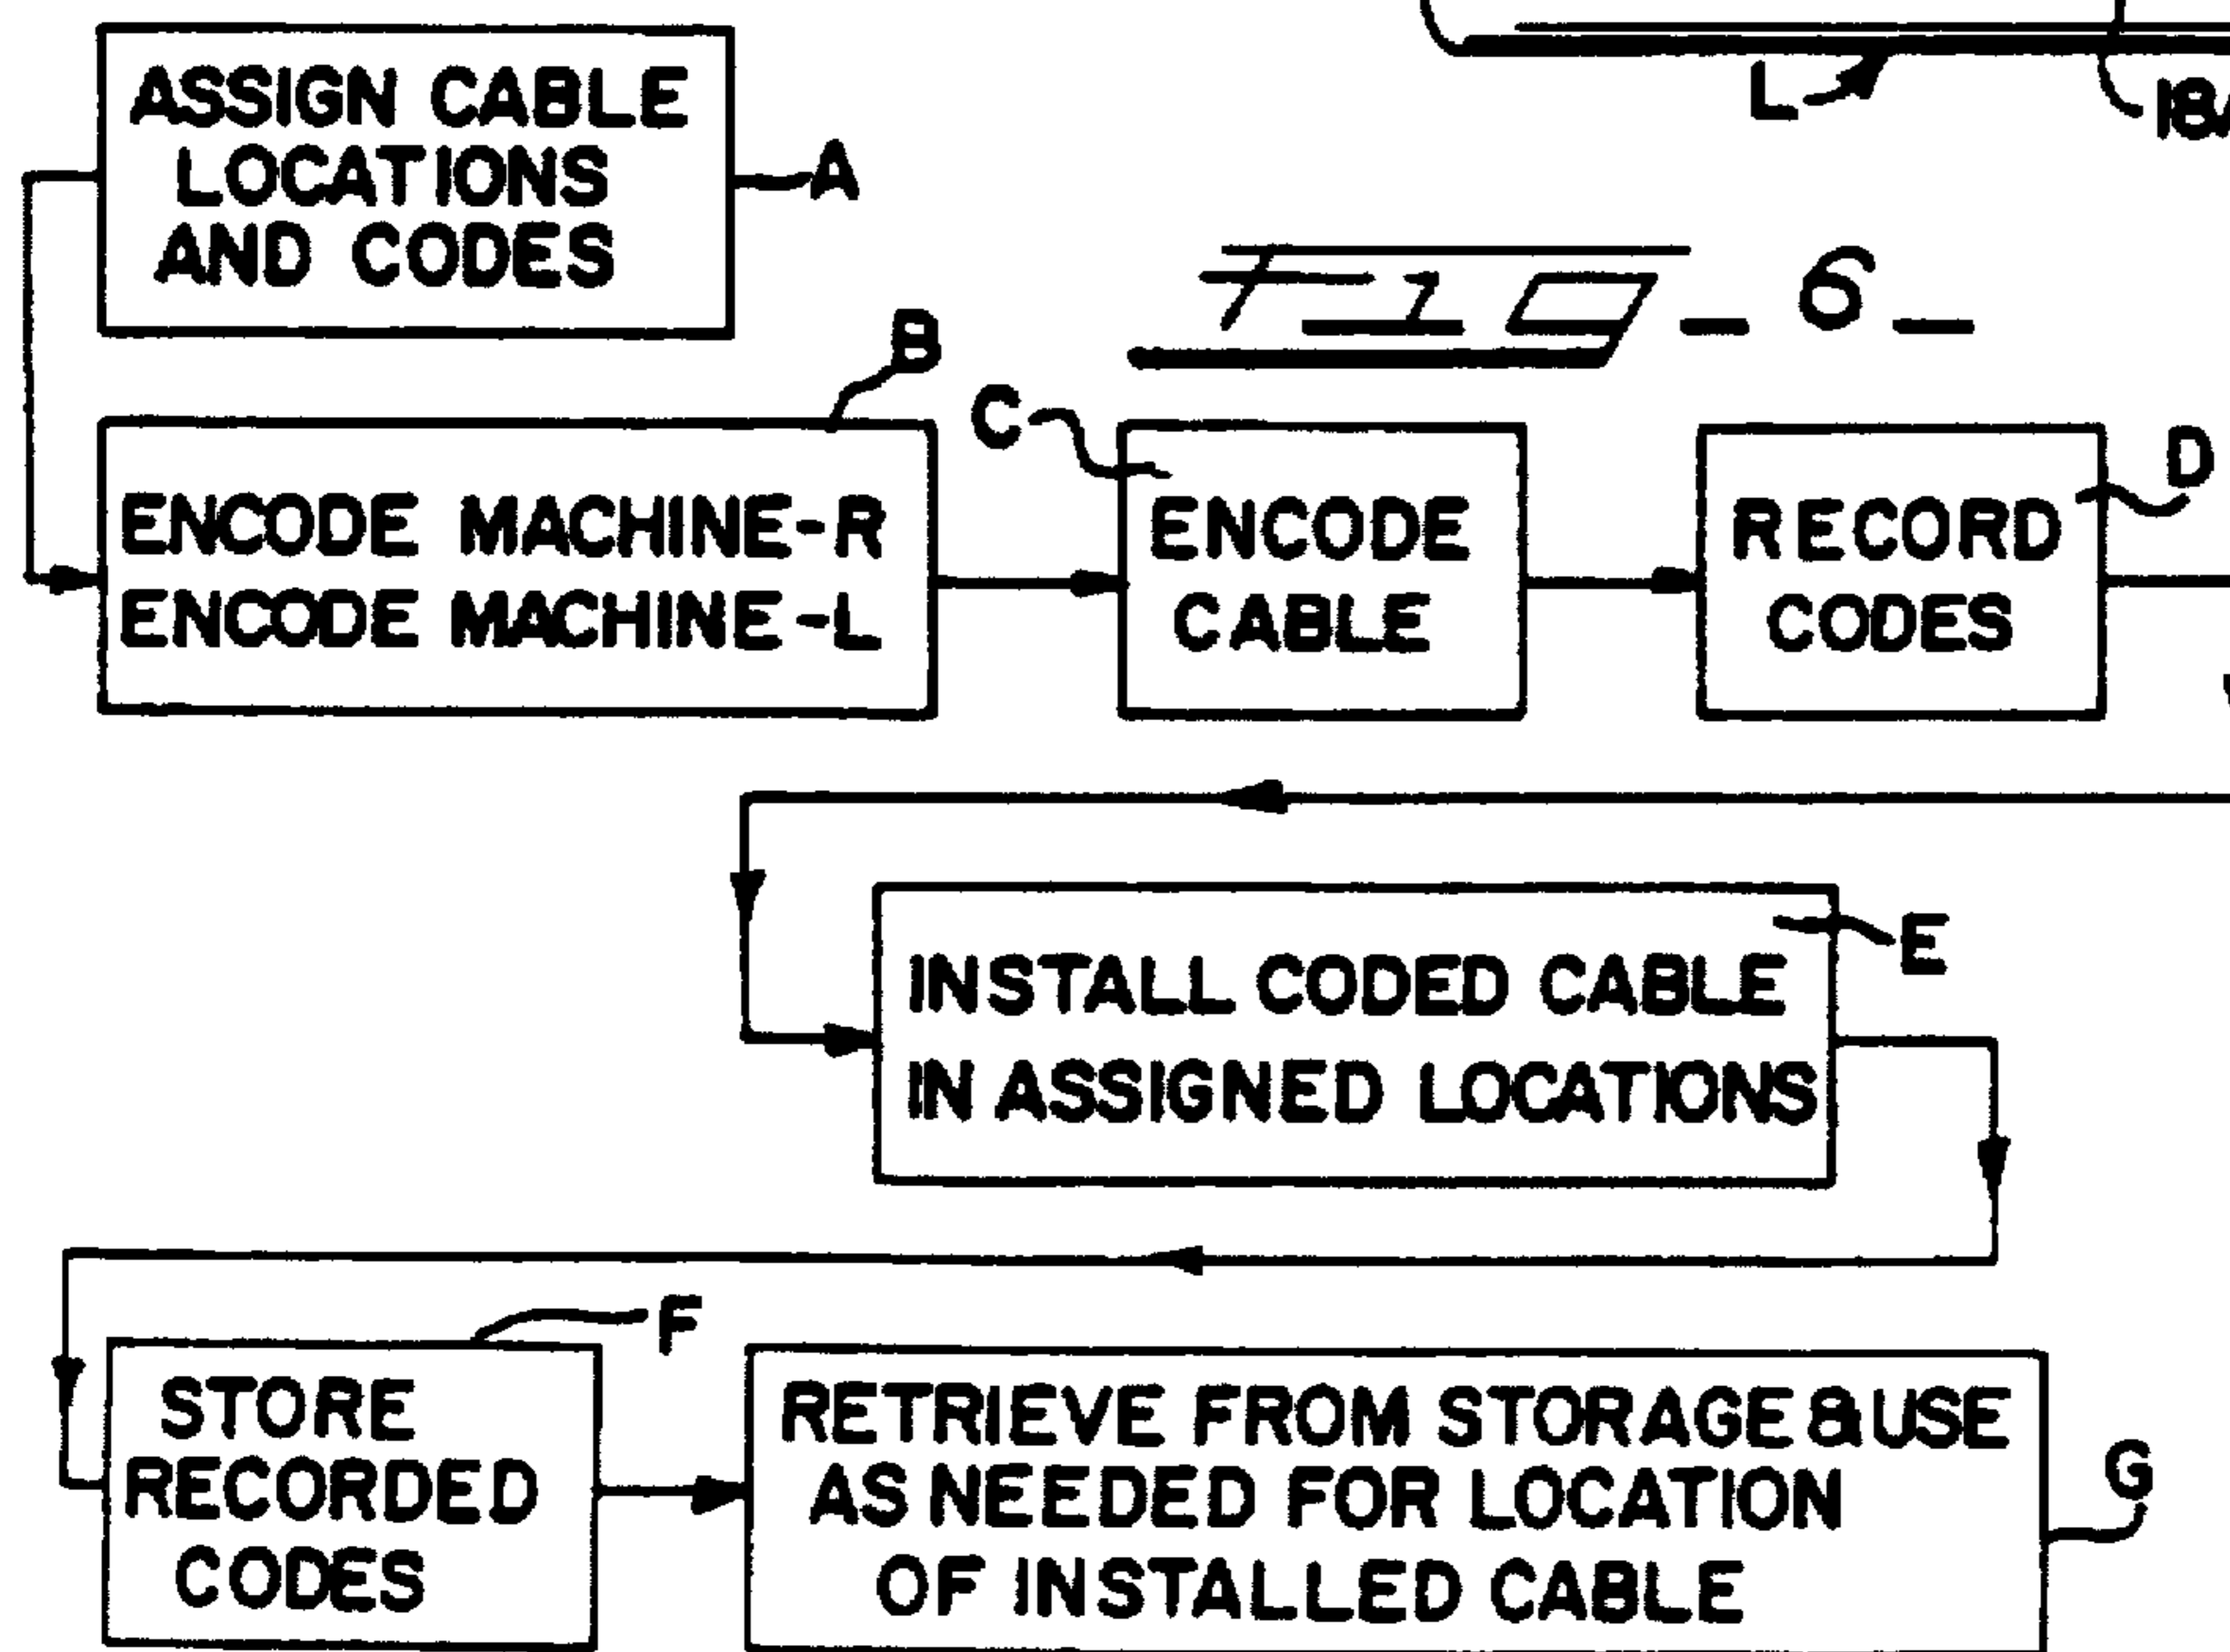 ASSIGN CABLE
LOCATIONS
AND CODES
A
L
18
FIG_6_
B
C
D
ENCODE MACHINE-R
ENCODE MACHINE-L
ENCODE
CABLE
RECORD
CODES
INSTALL CODED CABLE
IN ASSIGNED LOCATIONS
E
F
STORE
RECORDED
CODES
RETRIEVE FROM STORAGE & USE
AS NEEDED FOR LOCATION
OF INSTALLED CABLE
G